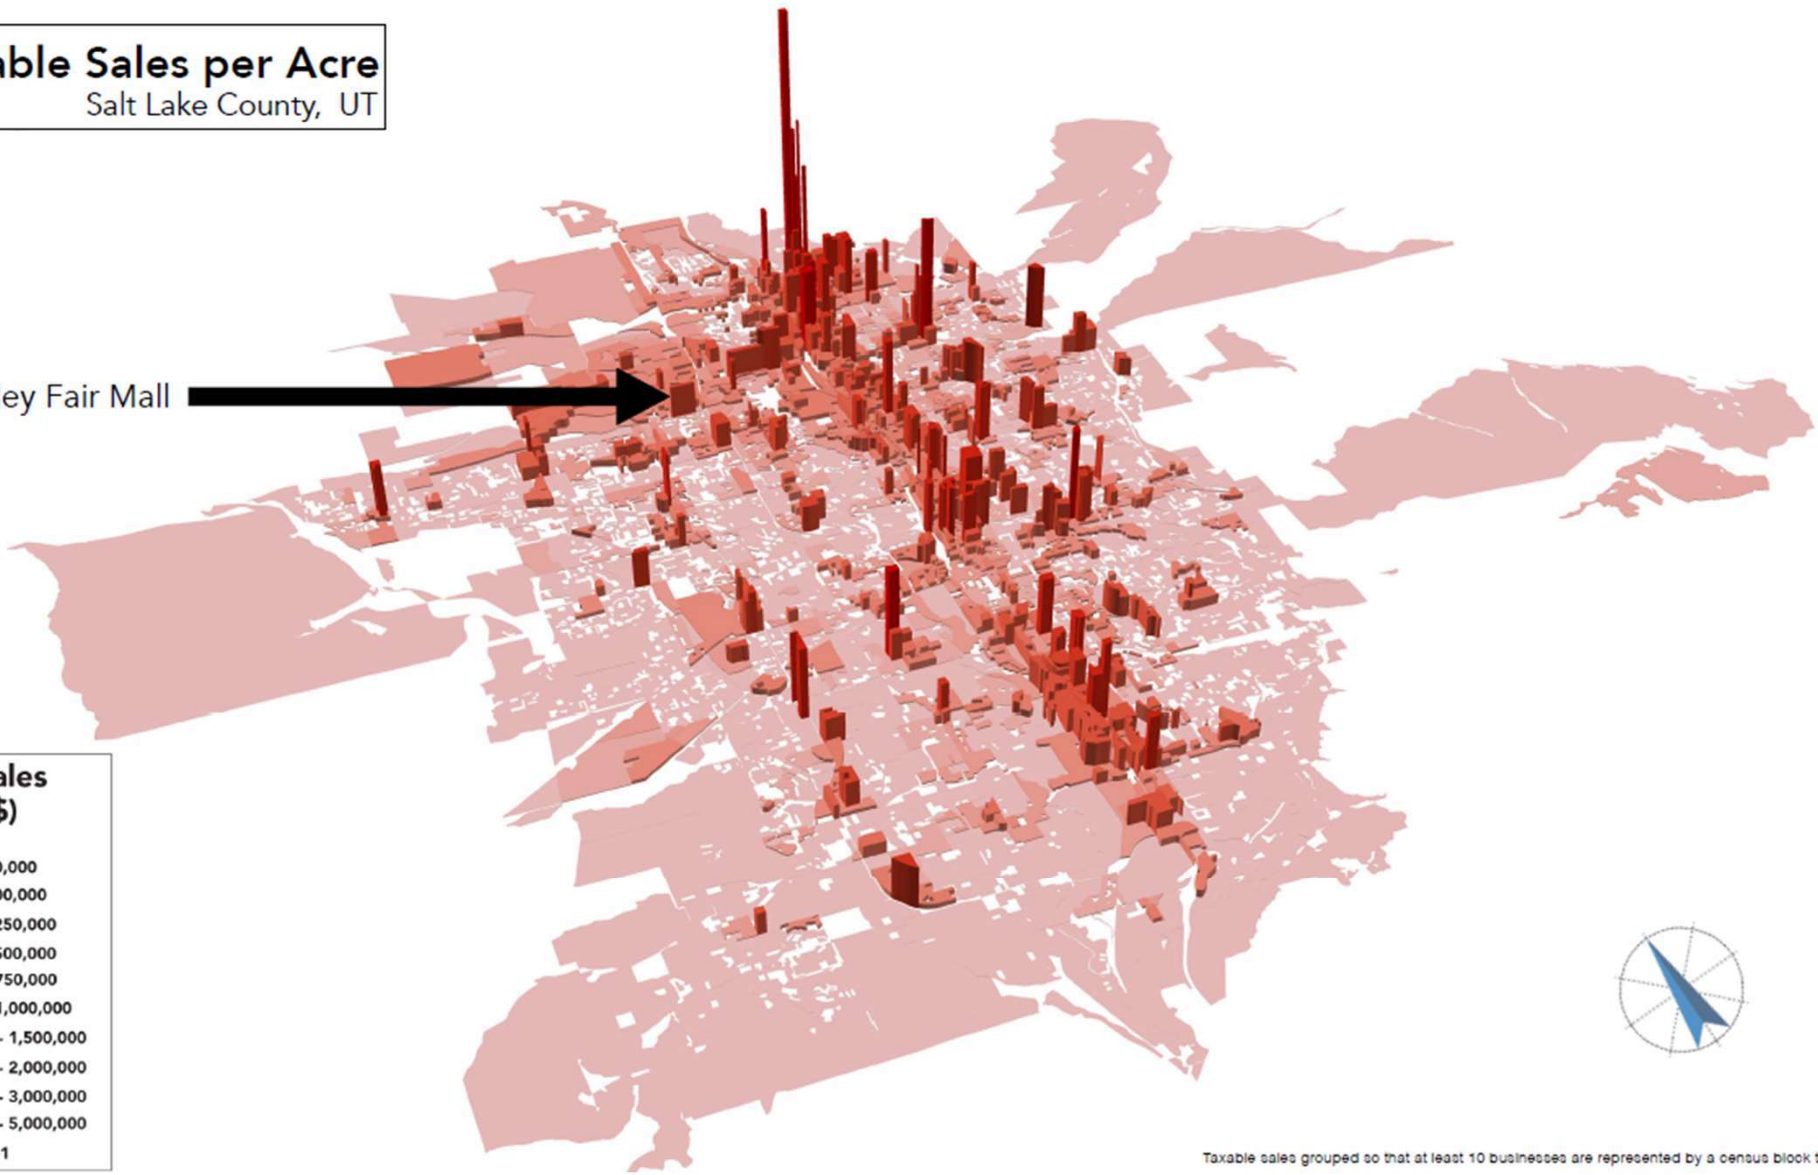 able Sales per Acre
Salt Lake County, UT
ley Fair Mall
ales
$)
0,000
00,000
250,000
500,000
750,000
1,000,000
- 1,500,000
- 2,000,000
- 3,000,000
- 5,000,000
1
Taxable sales grouped so that at least 10 businesses are represented by a census block